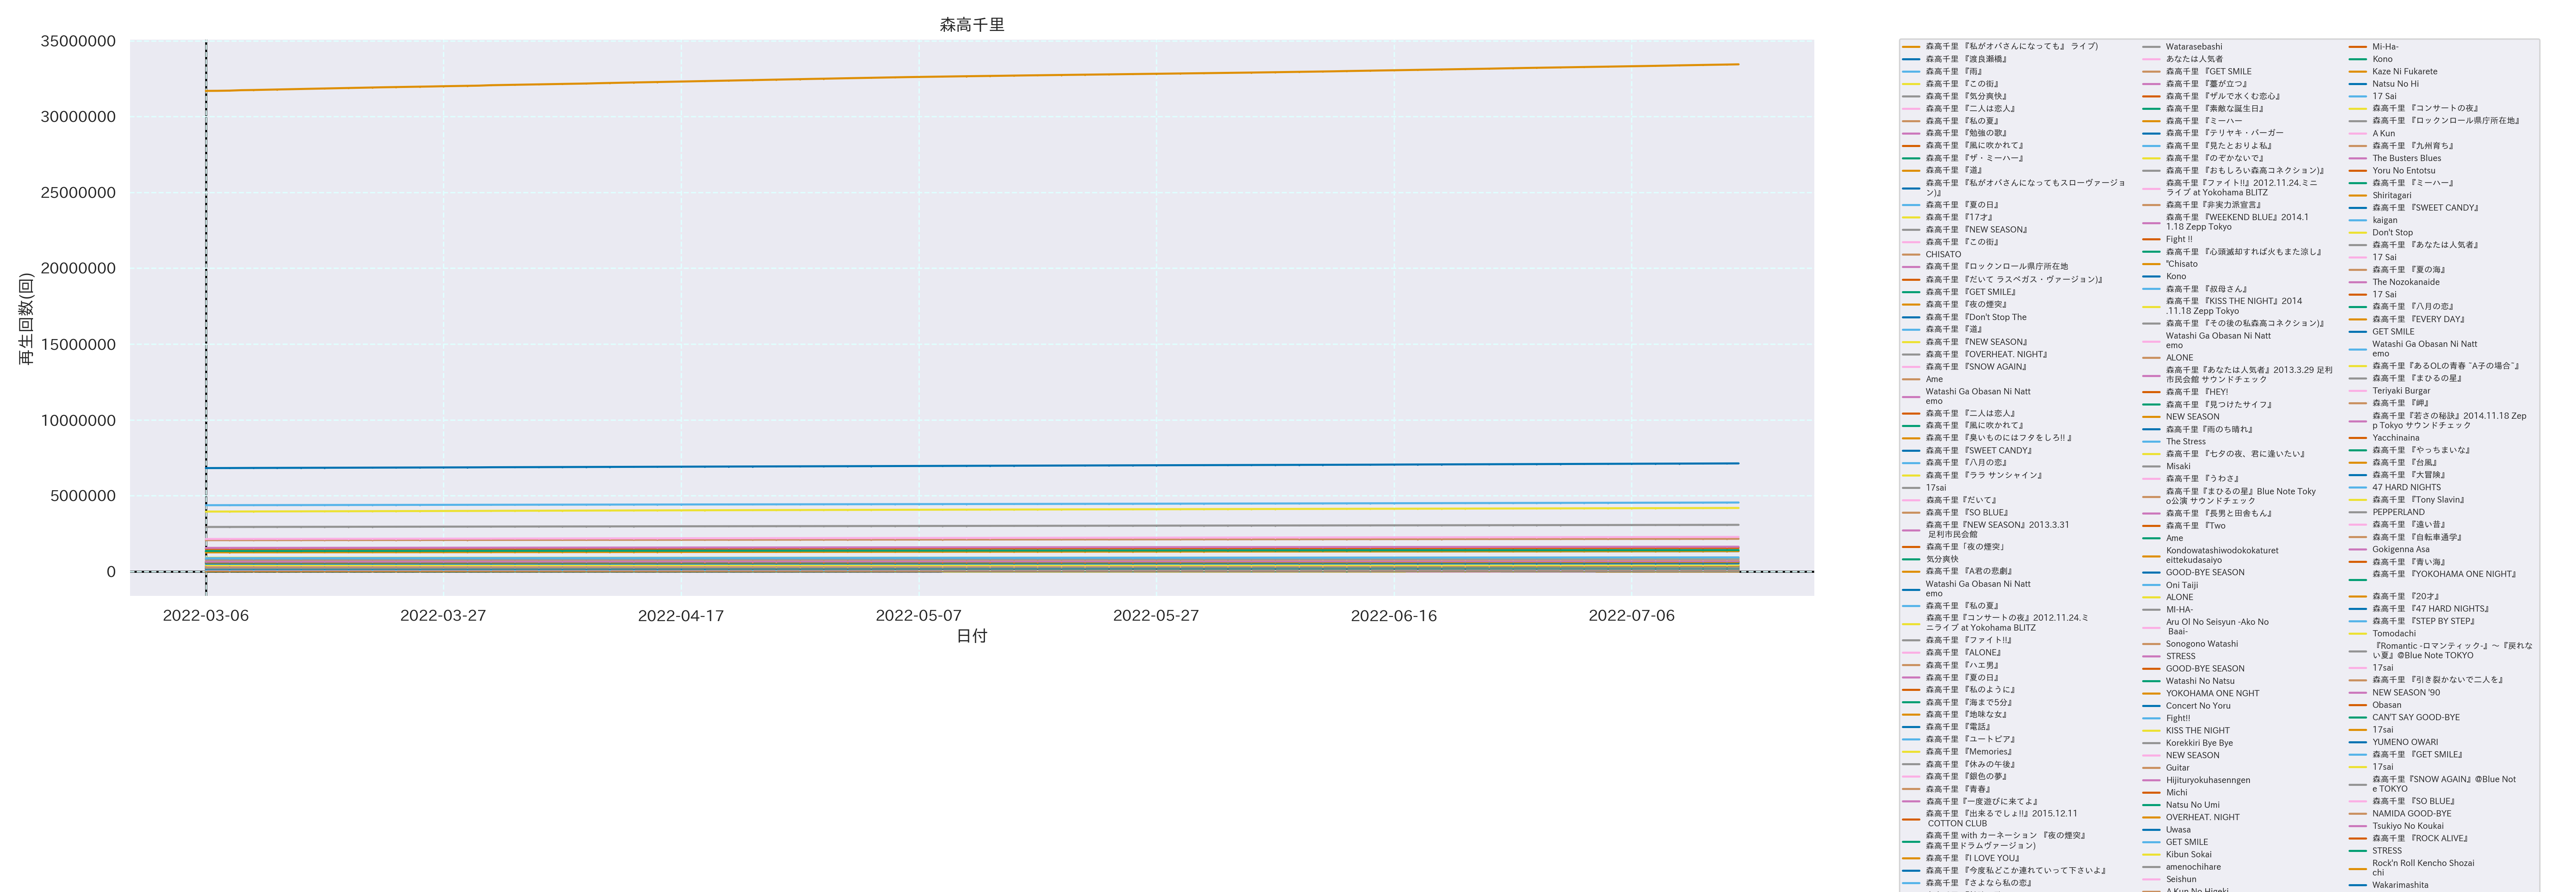 森高千里
35000000
30000000
25000000
20000000
15000000
10000000
5000000
0
再生回数(回)
2022-03-06
2022-03-27
2022-04-17
2022-05-07
2022-05-27
2022-06-16
2022-07-06
日付
森高千里 『私がオバさんになっても』 ライブ)
森高千里 『渡良瀬橋』
森高千里 『雨』
森高千里 『この街』
森高千里 『気分爽快』
森高千里 『二人は恋人』
森高千里 『私の夏』
森高千里 『勉強の歌』
森高千里 『風に吹かれて』
森高千里 『ザ・ミーハー』
森高千里 『道』
森高千里 『私がオバさんになってもスローヴァージョ
ン)』
森高千里 『夏の日』
森高千里 『17才』
森高千里 『NEW SEASON』
森高千里 『この街』
CHISATO
森高千里 『ロックンロール県庁所在地
森高千里 『だいて ラスベガス・ヴァージョン)』
森高千里 『GET SMILE』
森高千里 『夜の煙突』
森高千里 『Don't Stop The
森高千里 『道』
森高千里 『NEW SEASON』
森高千里 『OVERHEAT. NIGHT』
森高千里 『SNOW AGAIN』
Ame
Watashi Ga Obasan Ni Natt
emo
森高千里 『二人は恋人』
森高千里 『風に吹かれて』
森高千里 『臭いものにはフタをしろ!! 』
森高千里 『SWEET CANDY』
森高千里 『八月の恋』
森高千里 『ララ サンシャイン』
17sai
森高千里『だいて』
森高千里 『SO BLUE』
森高千里『NEW SEASON』2013.3.31
足利市民会館
森高千里「夜の煙突」
気分爽快
森高千里 『A君の悲劇』
Watashi Ga Obasan Ni Natt
emo
森高千里 『私の夏』
森高千里『コンサートの夜』2012.11.24.ミ
ニライブ at Yokohama BLITZ
森高千里 『ファイト!!』
森高千里 『ALONE』
森高千里 『ハエ男』
森高千里 『夏の日』
森高千里 『私のように』
森高千里 『海まで5分』
森高千里 『地味な女』
森高千里 『電話』
森高千里 『ユートピア』
森高千里 『Memories』
森高千里 『休みの午後』
森高千里 『銀色の夢』
森高千里 『青春』
森高千里『一度遊びに来てよ』
森高千里 『出来るでしょ!!』2015.12.11
COTTON CLUB
森高千里 with カーネーション 『夜の煙突』
森高千里ドラムヴァージョン)
森高千里 『I LOVE YOU』
森高千里 『今度私どこか連れていって下さいよ』
森高千里 『さよなら私の恋』
Watarasebashi
あなたは人気者
森高千里 『GET SMILE
森高千里 『薹が立つ』
森高千里 『ザルで水くむ恋心』
森高千里 『素敵な誕生日』
森高千里 『ミーハー
森高千里 『テリヤキ・バーガー
森高千里 『見たとおりよ私』
森高千里 『のぞかないで』
森高千里 『おもしろい森高コネクション)』
森高千里『ファイト!!』2012.11.24.ミニ
ライブ at Yokohama BLITZ
森高千里『非実力派宣言』
森高千里 『WEEKEND BLUE』2014.1
1.18 Zepp Tokyo
Fight !!
森高千里 『心頭滅却すれば火もまた涼し』
"Chisato
Kono
森高千里 『叔母さん』
森高千里 『KISS THE NIGHT』2014
.11.18 Zepp Tokyo
森高千里 『その後の私森高コネクション)』
Watashi Ga Obasan Ni Natt
emo
ALONE
森高千里『あなたは人気者』2013.3.29 足利
市民会館 サウンドチェック
森高千里 『HEY!
森高千里 『見つけたサイフ』
NEW SEASON
森高千里『雨のち晴れ』
The Stress
森高千里 『七夕の夜、君に逢いたい』
Misaki
森高千里 『うわさ』
森高千里『まひるの星』Blue Note Toky
o公演 サウンドチェック
森高千里 『長男と田舎もん』
森高千里 『Two
Ame
Kondowatashiwodokokaturet
eittekudasaiyo
GOOD-BYE SEASON
Oni Taiji
ALONE
MI-HA-
Aru Ol No Seisyun -Ako No
Baai-
Sonogono Watashi
STRESS
GOOD-BYE SEASON
Watashi No Natsu
YOKOHAMA ONE NGHT
Concert No Yoru
Fight!!
KISS THE NIGHT
Korekkiri Bye Bye
NEW SEASON
Guitar
Hijituryokuhasenngen
Michi
Natsu No Umi
OVERHEAT. NIGHT
Uwasa
GET SMILE
Kibun Sokai
amenochihare
Seishun
A Kun No Higeki
Mi-Ha-
Kono
Kaze Ni Fukarete
Natsu No Hi
17 Sai
森高千里 『コンサートの夜』
森高千里 『ロックンロール県庁所在地』
A Kun
森高千里 『九州育ち』
The Busters Blues
Yoru No Entotsu
森高千里 『ミーハー』
Shiritagari
森高千里 『SWEET CANDY』
kaigan
Don't Stop
森高千里 『あなたは人気者』
17 Sai
森高千里 『夏の海』
The Nozokanaide
17 Sai
森高千里 『八月の恋』
森高千里 『EVERY DAY』
GET SMILE
Watashi Ga Obasan Ni Natt
emo
森高千里 『あるOLの青春 ~A子の場合~』
森高千里 『まひるの星』
Teriyaki Burgar
森高千里 『岬』
森高千里『若さの秘訣』2014.11.18 Zep
p Tokyo サウンドチェック
Yacchinaina
森高千里 『やっちまいな』
森高千里 『台風』
森高千里 『大冒険』
47 HARD NIGHTS
森高千里 『Tony Slavin』
PEPPERLAND
森高千里 『遠い昔』
森高千里 『自転車通学』
Gokigenna Asa
森高千里 『青い海』
森高千里 『YOKOHAMA ONE NIGHT』
森高千里 『20才』
森高千里 『47 HARD NIGHTS』
森高千里 『STEP BY STEP』
Tomodachi
『Romantic -ロマンティック-』～『戻れな
い夏』@Blue Note TOKYO
17sai
森高千里 『引き裂かないで二人を』
NEW SEASON '90
Obasan
CAN'T SAY GOOD-BYE
17sai
YUMENO OWARI
森高千里 『GET SMILE』
17sai
森高千里『SNOW AGAIN』@Blue Not
e TOKYO
森高千里 『SO BLUE』
NAMIDA GOOD-BYE
Tsukiyo No Koukai
森高千里 『ROCK ALIVE』
STRESS
Rock'n Roll Kencho Shozai
chi
Wakarimashita